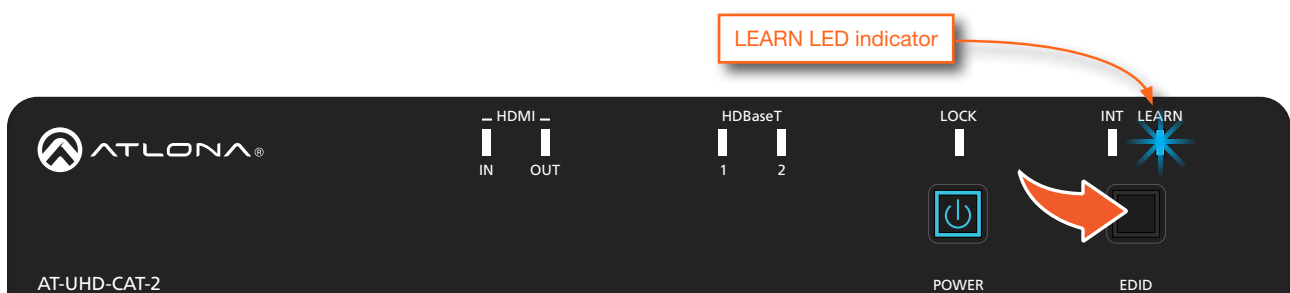 LEARN LED indicator
HDMI
HDBaseT
LOCK
INT LEARN
ATLONA®
IN OUT
1 2
AT-UHD-CAT-2
POWER
EDID